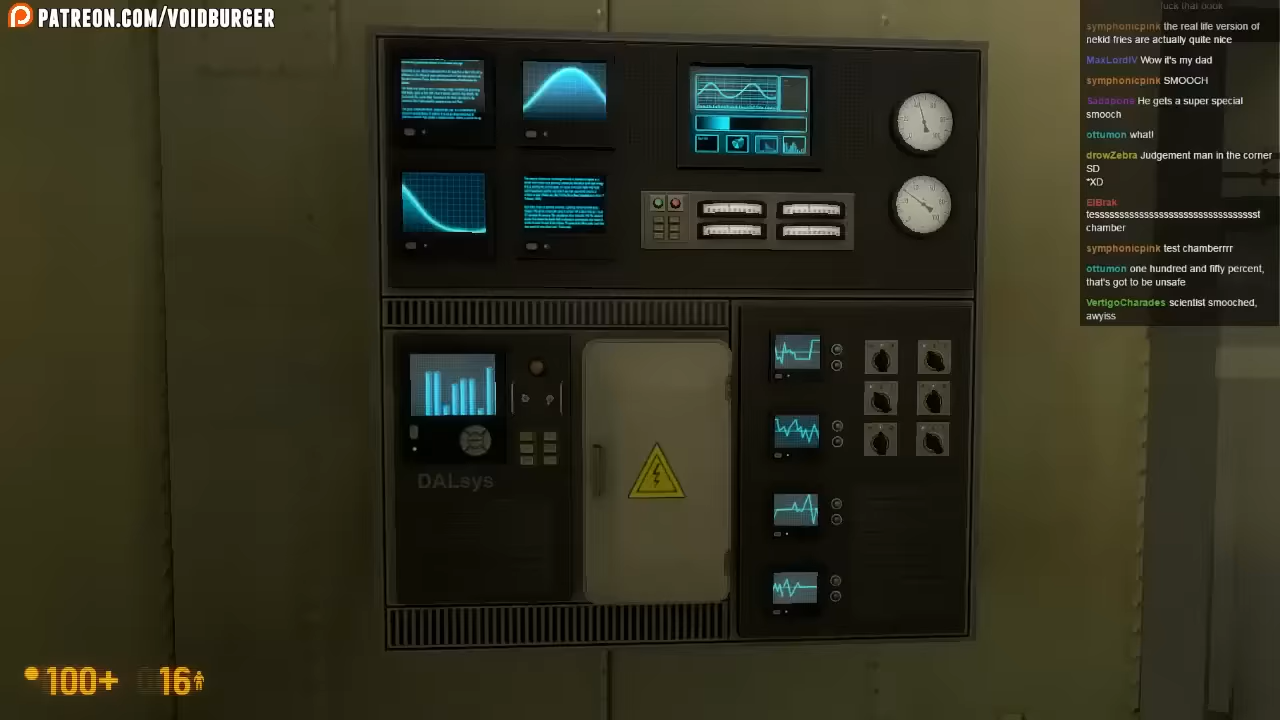 PATREON.COM/VOIDBURGER
fuck that book
symphonicpink the real life version of
nekid fries are actually quite nice
MaxLordIV Wow it's my dad
symphonicpink SMOOCH
Sadapone He gets a super special
smooch
ottumon what!
drowZebra Judgement man in the corner
SD
*XD
ElBrak
chamber
symphonicpink test chamberrrr
ottumon one hundred and fifty percent,
that's got to be unsafe
VertigoCharades scientist smooched,
awyiss
DALsys
100+ 16